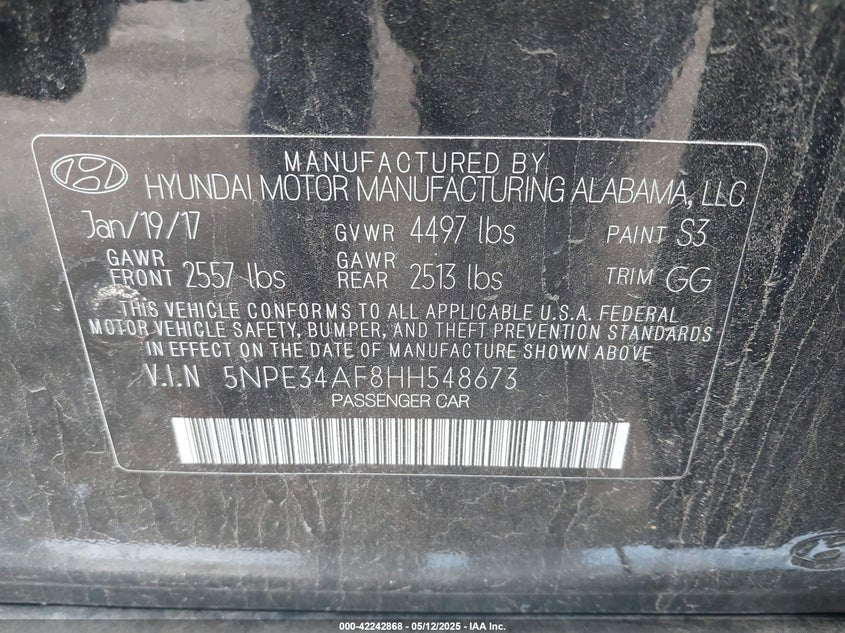 MANUFACTURED BY
HYUNDAI MOTOR MANUFACTURING ALABAMA, LLC
Jan/19/17 GVWR 4497 lbs PAINT S3
GAWR FRONT 2557 lbs GAWR REAR 2513 lbs TRIM GG
THIS VEHICLE CONFORMS TO ALL APPLICABLE U.S.A. FEDERAL
MOTOR VEHICLE SAFETY, BUMPER, AND THEFT PREVENTION STANDARDS
IN EFFECT ON THE DATE OF MANUFACTURE SHOWN ABOVE
V.I.N 5NPE34AF8HH548673
PASSENGER CAR
000-42242868 - 05/12/2025 - IAA Inc.